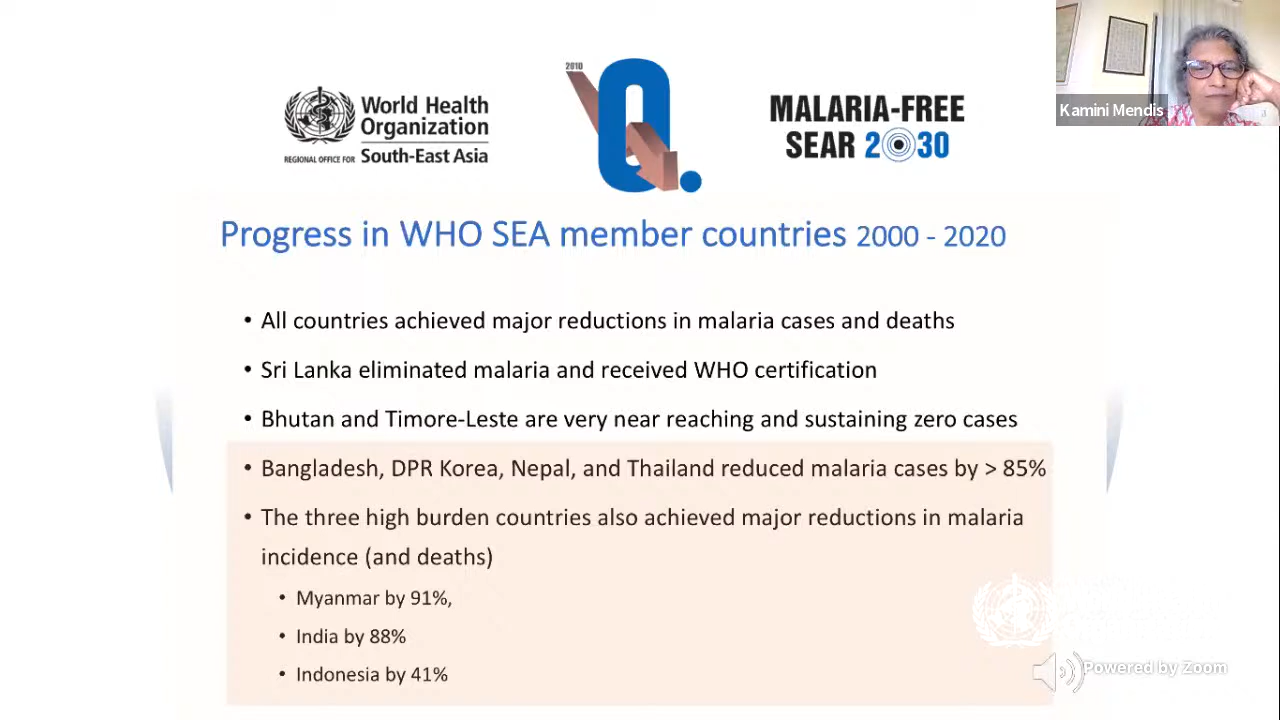 World Health
Organization
REGIONAL OFFICE FOR South-East Asia
2010
0.
MALARIA-FREE
SEAR 2030
Kamini Mendis
Progress in WHO SEA member countries 2000 - 2020
• All countries achieved major reductions in malaria cases and deaths
• Sri Lanka eliminated malaria and received WHO certification
• Bhutan and Timore-Leste are very near reaching and sustaining zero cases
• Bangladesh, DPR Korea, Nepal, and Thailand reduced malaria cases by > 85%
• The three high burden countries also achieved major reductions in malaria
incidence (and deaths)
• Myanmar by 91%,
• India by 88%
• Indonesia by 41%
Powered by Zoom